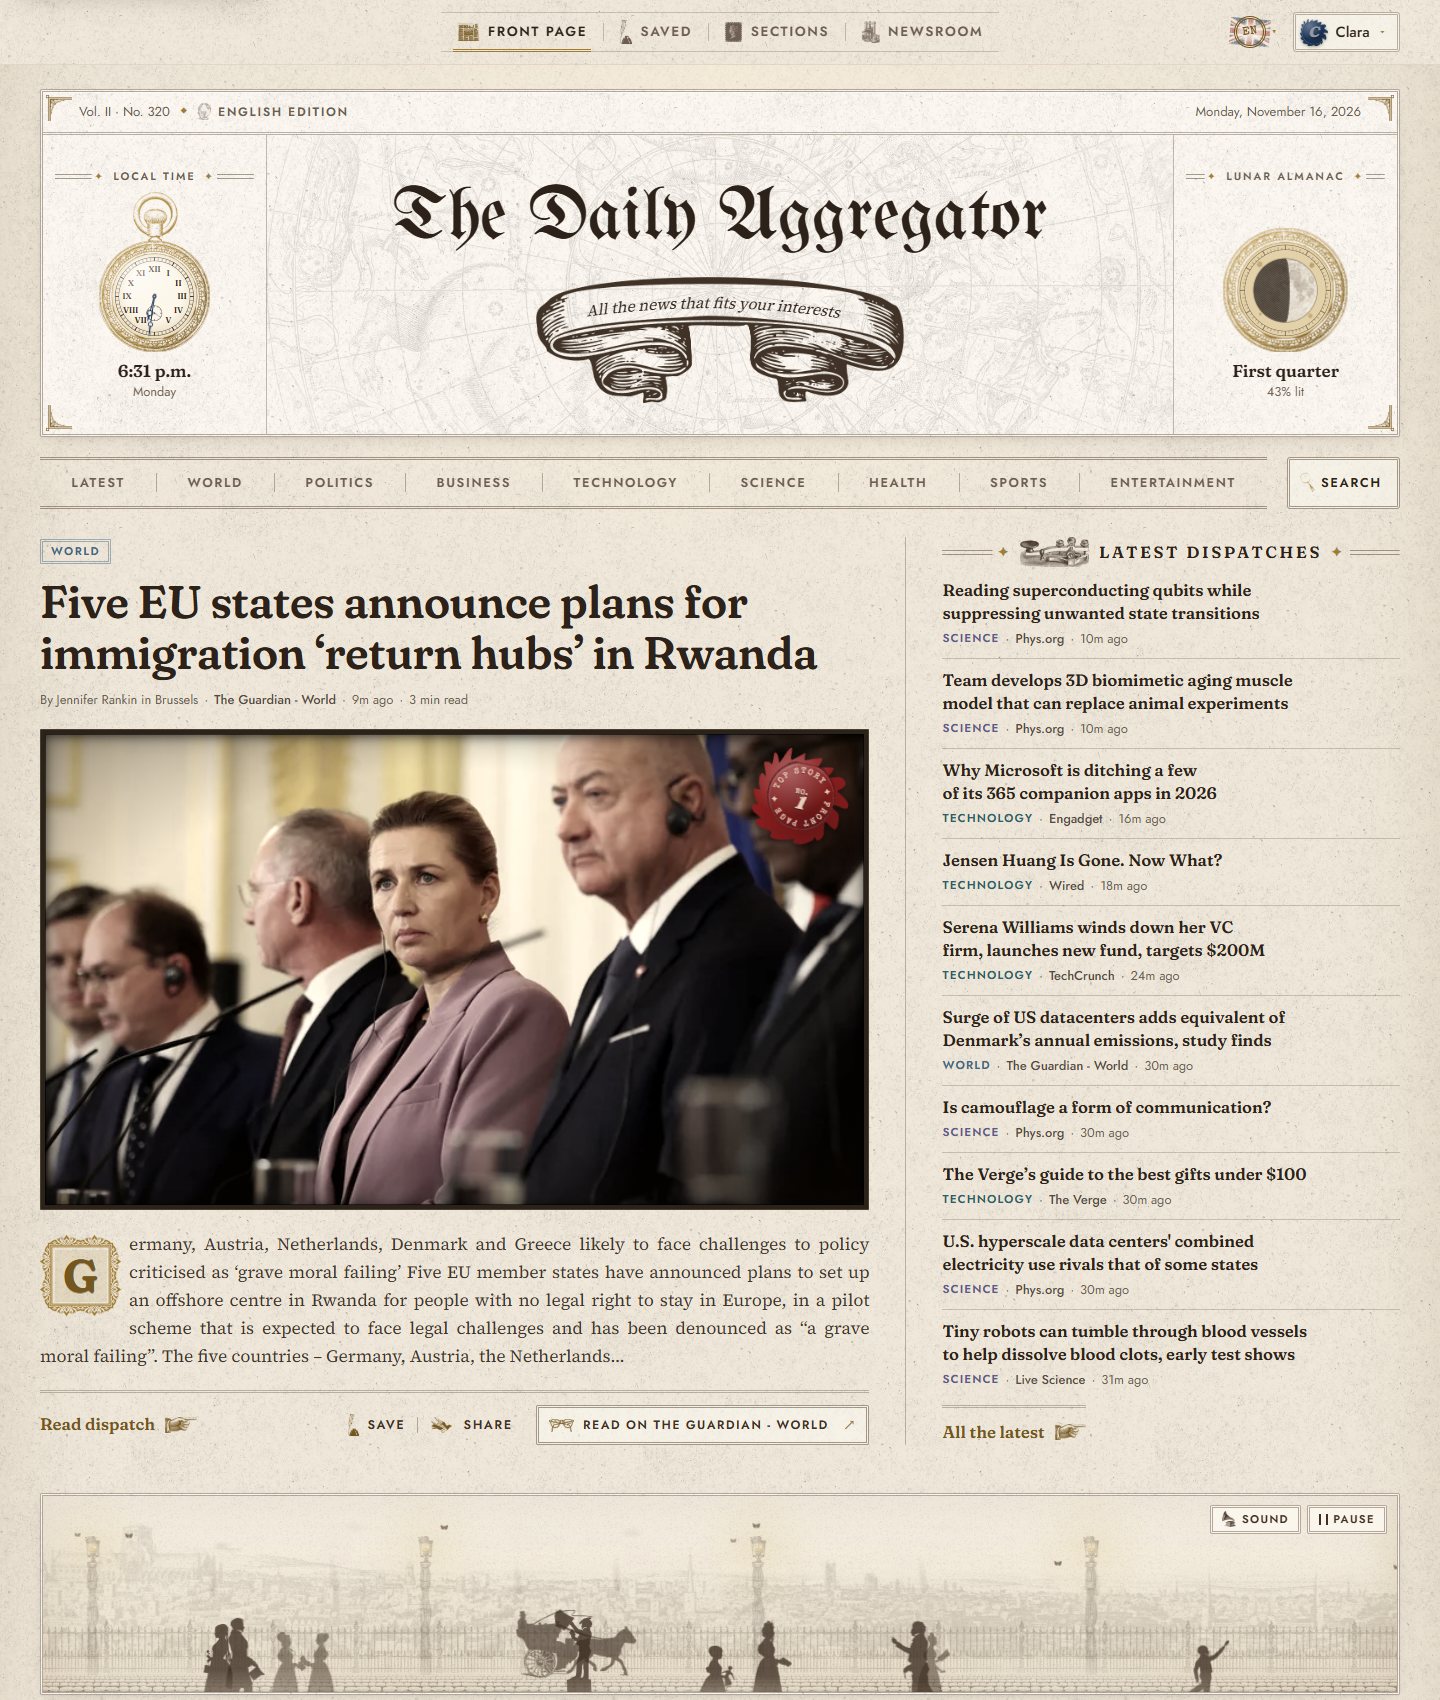 FRONT PAGE
SAVED
SECTIONS
NEWSROOM
EN
C
Clara
Vol. II · No. 320
ENGLISH EDITION
Monday, November 16, 2026
LOCAL TIME
XII
I
II
III
IV
V
VII
VIII
IX
X
XI
6:31 p.m.
Monday
The Daily Aggregator
All the news that fits your interests
LUNAR ALMANAC
First quarter
43% lit
LATEST
WORLD
POLITICS
BUSINESS
TECHNOLOGY
SCIENCE
HEALTH
SPORTS
ENTERTAINMENT
SEARCH
WORLD
Five EU states announce plans for
immigration ‘return hubs’ in Rwanda
By Jennifer Rankin in Brussels · The Guardian - World · 9m ago · 3 min read
TOP STORY
NO.
1
FRONT PAGE
Germany, Austria, Netherlands, Denmark and Greece likely to face challenges to policy
criticised as ‘grave moral failing’ Five EU member states have announced plans to set up
an offshore centre in Rwanda for people with no legal right to stay in Europe, in a pilot
scheme that is expected to face legal challenges and has been denounced as “a grave
moral failing”. The five countries – Germany, Austria, the Netherlands…
Read dispatch
SAVE
SHARE
READ ON THE GUARDIAN - WORLD ↗
LATEST DISPATCHES
Reading superconducting qubits while
suppressing unwanted state transitions
SCIENCE · Phys.org · 10m ago
Team develops 3D biomimetic aging muscle
model that can replace animal experiments
SCIENCE · Phys.org · 10m ago
Why Microsoft is ditching a few
of its 365 companion apps in 2026
TECHNOLOGY · Engadget · 16m ago
Jensen Huang Is Gone. Now What?
TECHNOLOGY · Wired · 18m ago
Serena Williams winds down her VC
firm, launches new fund, targets $200M
TECHNOLOGY · TechCrunch · 24m ago
Surge of US datacenters adds equivalent of
Denmark’s annual emissions, study finds
WORLD · The Guardian - World · 30m ago
Is camouflage a form of communication?
SCIENCE · Phys.org · 30m ago
The Verge’s guide to the best gifts under $100
TECHNOLOGY · The Verge · 30m ago
U.S. hyperscale data centers' combined
electricity use rivals that of some states
SCIENCE · Phys.org · 30m ago
Tiny robots can tumble through blood vessels
to help dissolve blood clots, early test shows
SCIENCE · Live Science · 31m ago
All the latest
SOUND
PAUSE